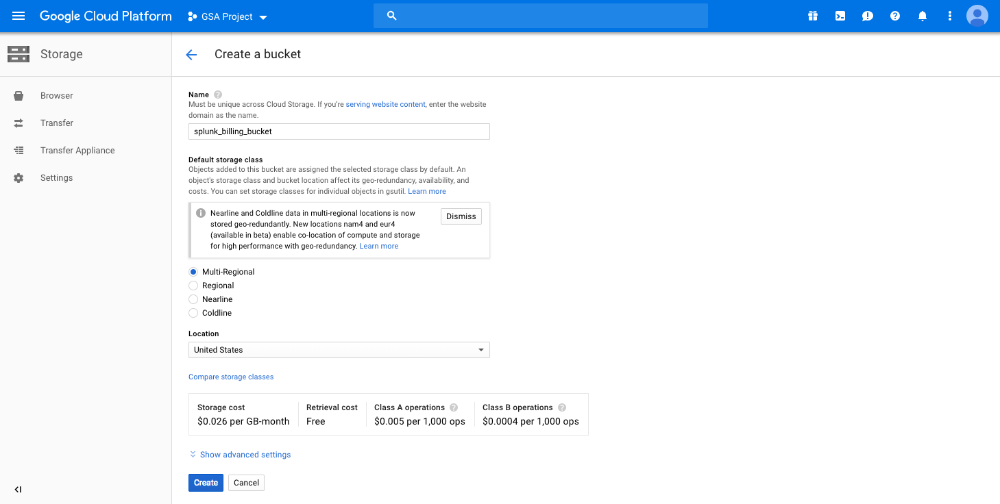 Google Cloud Platform
GSA Project
Storage
Create a bucket
Browser
Transfer
Transfer Appliance
Settings
Name
Must be unique across Cloud Storage. If you're serving website content, enter the website
domain as the name.
splunk_billing_bucket
Default storage class
Objects added to this bucket are assigned the selected storage class by default. An
object's storage class and bucket location affect its geo-redundancy, availability, and
costs. You can set storage classes for individual objects in gsutil. Learn more
Nearline and Coldline data in multi-regional locations is now
stored geo-redundantly. New locations nam4 and eur4
(available in beta) enable co-location of compute and storage
for high performance with geo-redundancy. Learn more
Dismiss
Multi-Regional
Regional
Nearline
Coldline
Location
United States
Compare storage classes
Storage cost
$0.026 per GB-month
Retrieval cost
Free
Class A operations
$0.005 per 1,000 ops
Class B operations
$0.0004 per 1,000 ops
Show advanced settings
Create
Cancel